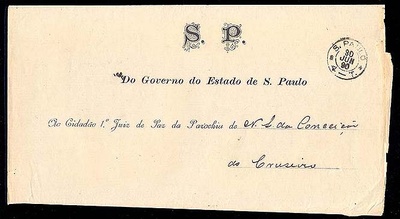 S. P.
S. PAULO
30
JUN
90
4 - T.
Do Governo do Estado de S. Paulo
Ao Cidadão 1.º Juiz de Paz da Parochia de N. S. da Conceição
do Cruzeiro